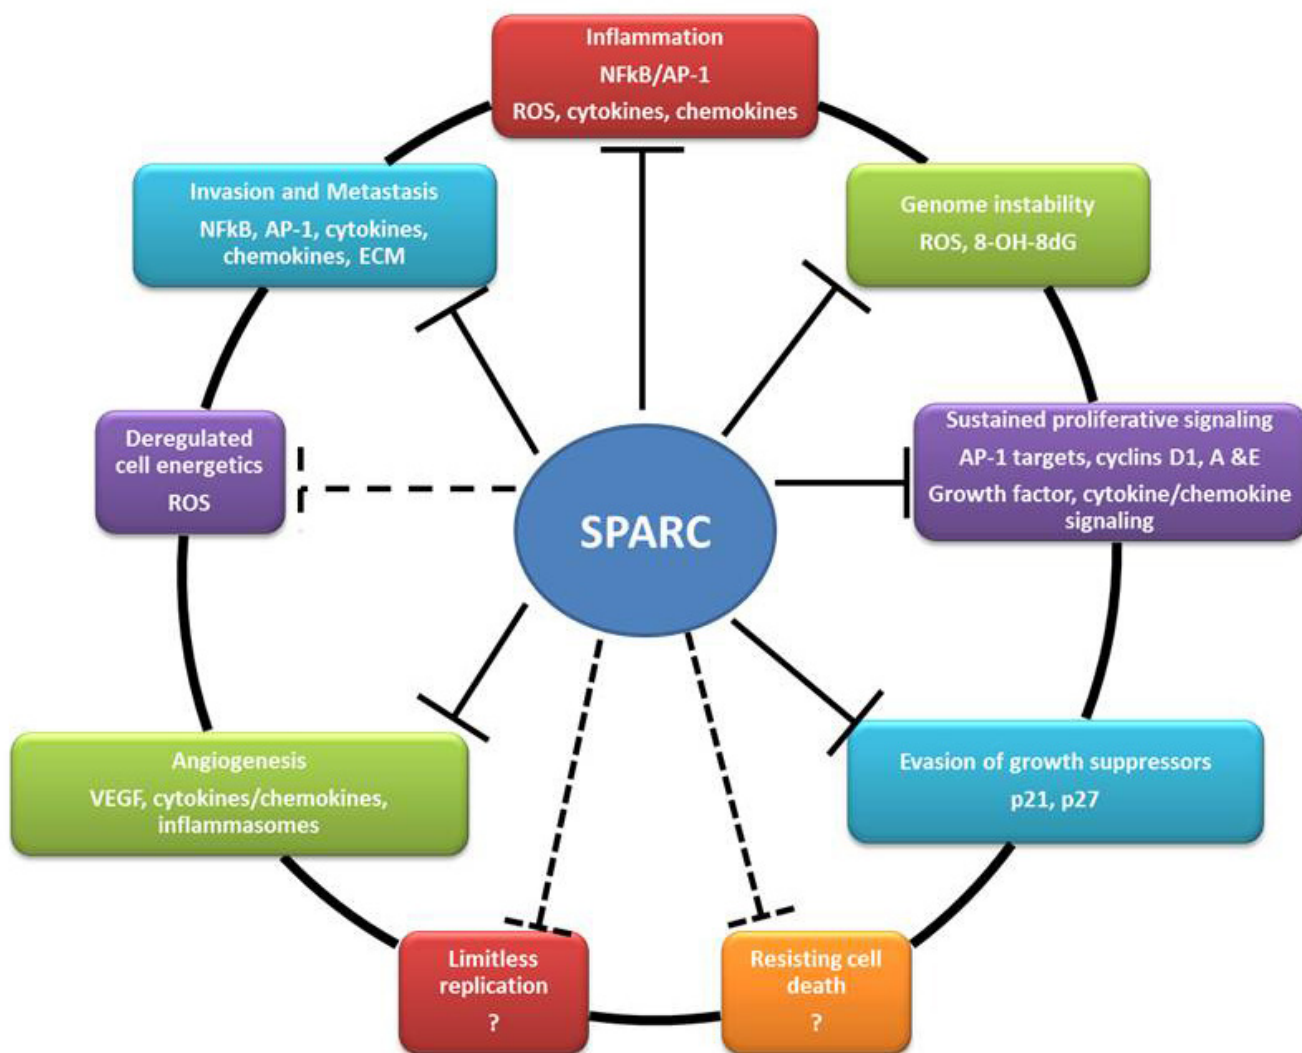 Inflammation
NFkB/AP-1
ROS, cytokines, chemokines
Invasion and Metastasis
NFkB, AP-1, cytokines,
chemokines, ECM
Genome instability
ROS, 8-OH-8dG
Deregulated
cell energetics
ROS
Sustained proliferative signaling
AP-1 targets, cyclins D1, A &E
Growth factor, cytokine/chemokine
signaling
SPARC
Angiogenesis
VEGF, cytokines/chemokines,
inflammasomes
Evasion of growth suppressors
p21, p27
Limitless
replication
?
Resisting cell
death
?